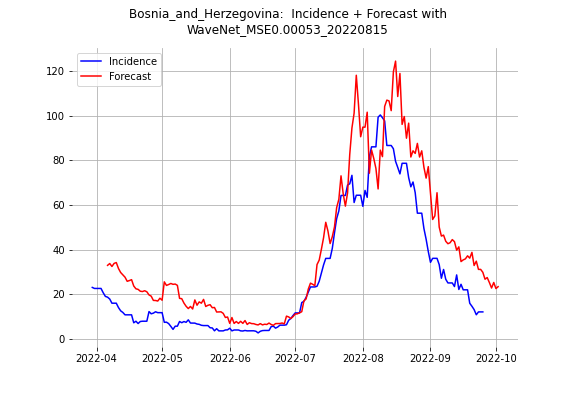 Bosnia_and_Herzegovina:  Incidence + Forecast with
WaveNet_MSE0.00053_20220815
Incidence
Forecast
120
100
80
60
40
20
0
2022-04 2022-05 2022-06 2022-07 2022-08 2022-09 2022-10